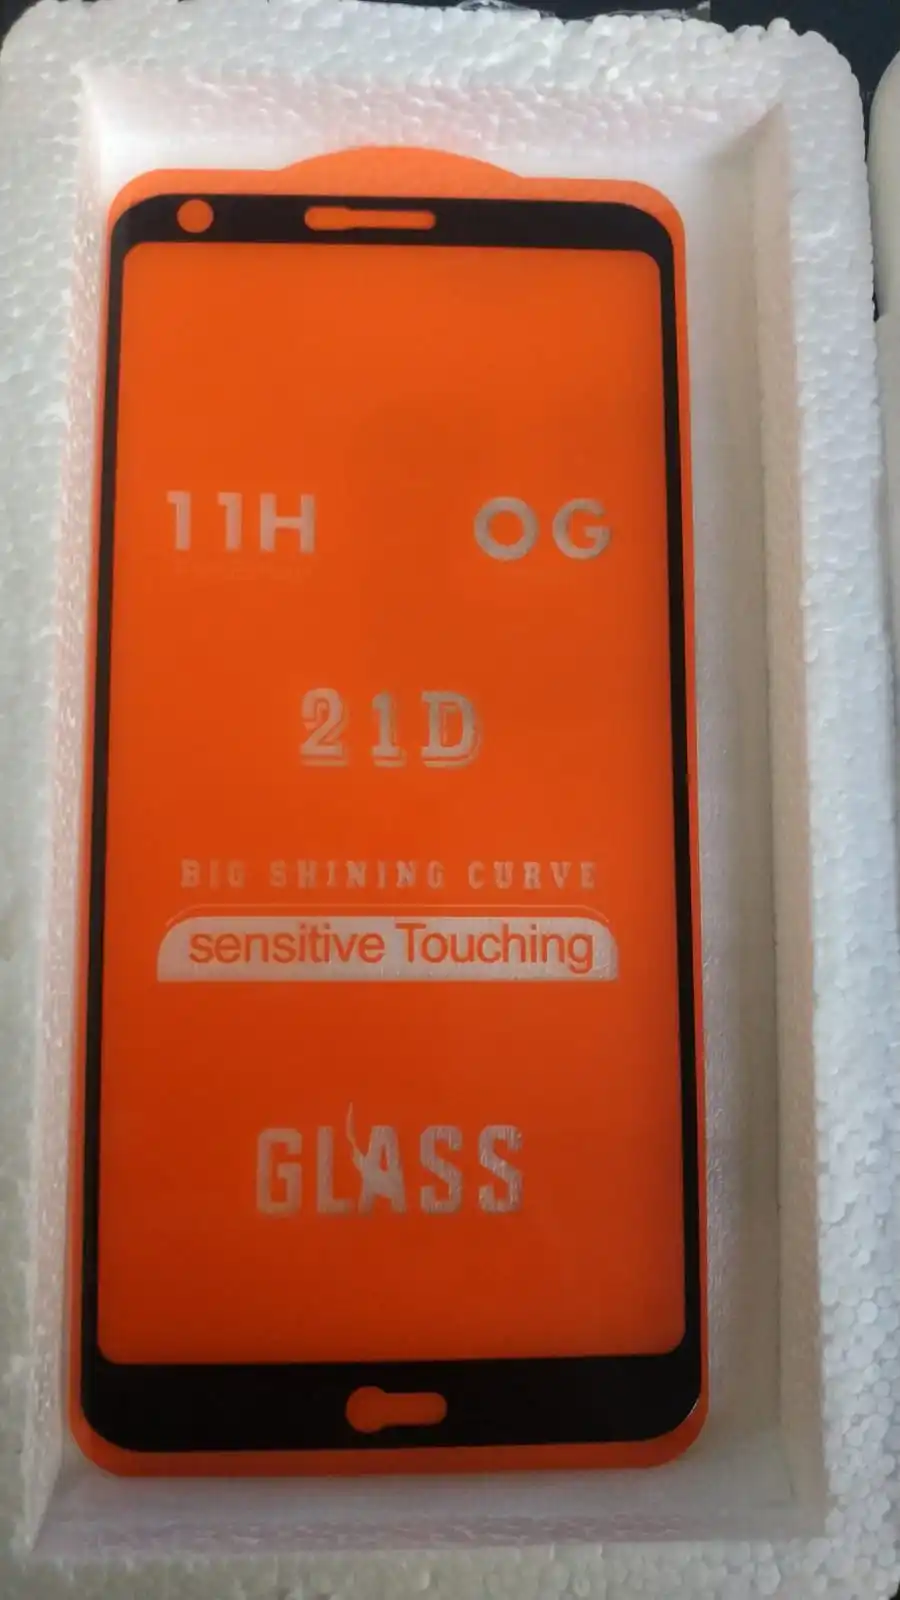 11H OG
21D
BIG SHINING CURVE
sensitive Touching
GLASS